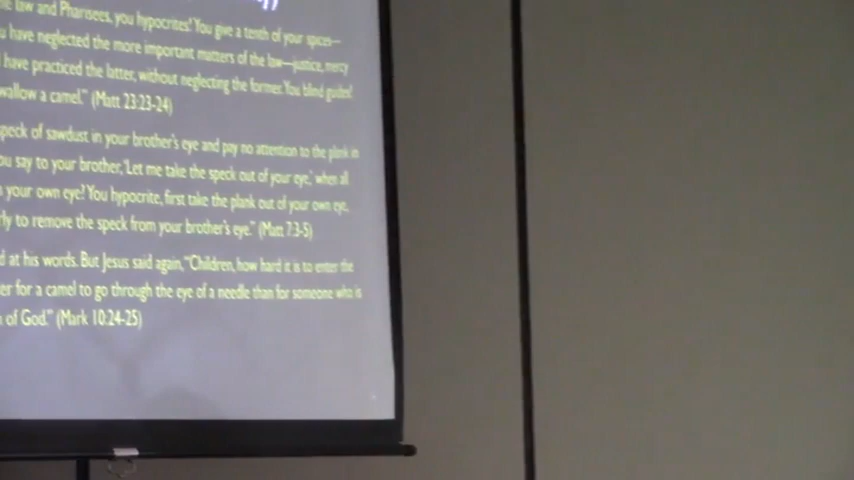 he law and Pharisees, you hypocrites! You give a tenth of your spices—
u have neglected the more important matters of the law—justice, mercy
have practiced the latter, without neglecting the former. You blind guides!
wallow a camel." (Matt 23:23-24)
peck of sawdust in your brother's eye and pay no attention to the plank in
ou say to your brother, 'Let me take the speck out of your eye,' when all
your own eye? You hypocrite, first take the plank out of your own eye,
rly to remove the speck from your brother's eye." (Matt 7:3-5)
d at his words. But Jesus said again, "Children, how hard it is to enter the
er for a camel to go through the eye of a needle than for someone who is
of God." (Mark 10:24-25)